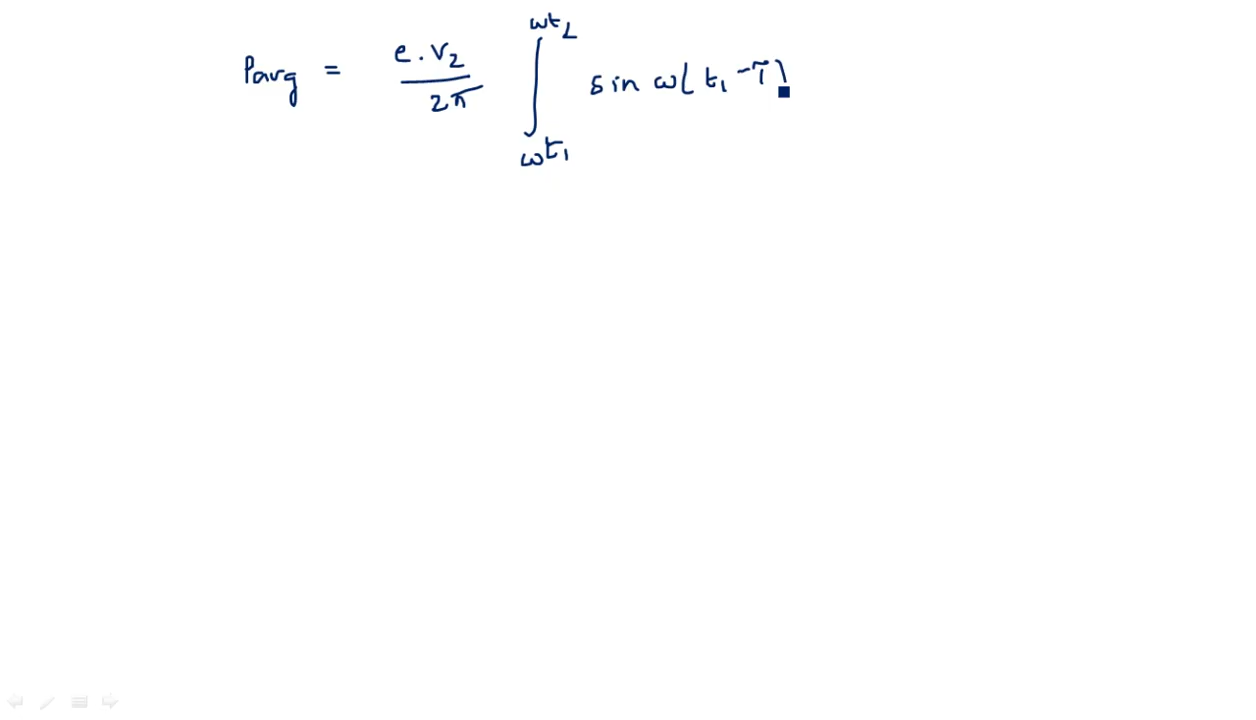 Pavg = e.V₂/2π ∫_{ωt₁}^{ωt₂} sin ω(t₁-τ)